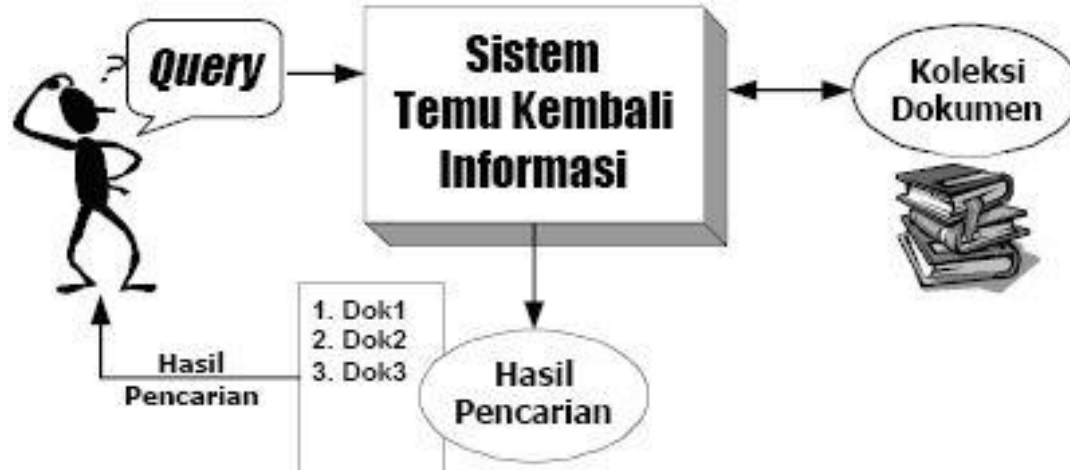 ?
Query
Sistem
Temu Kembali
Informasi
Koleksi
Dokumen
1. Dok1
2. Dok2
3. Dok3
Hasil
Pencarian
Hasil
Pencarian